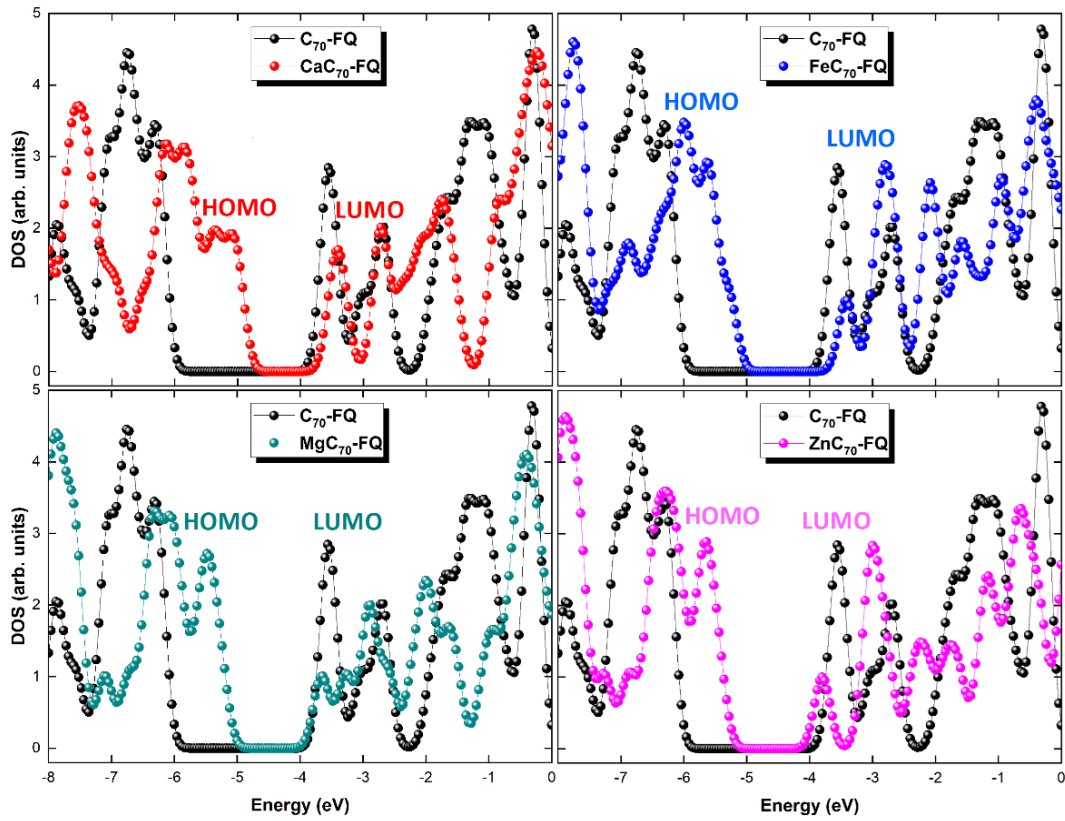 C70-FQ
CaC70-FQ
HOMO
LUMO
C70-FQ
FeC70-FQ
HOMO
LUMO
DOS (arb. units)
5
4
3
2
1
0
C70-FQ
MgC70-FQ
HOMO
LUMO
C70-FQ
ZnC70-FQ
HOMO
LUMO
DOS (arb. units)
5
4
3
2
1
0
-8 -7 -6 -5 -4 -3 -2 -1 0
-7 -6 -5 -4 -3 -2 -1 0
Energy (eV)
Energy (eV)